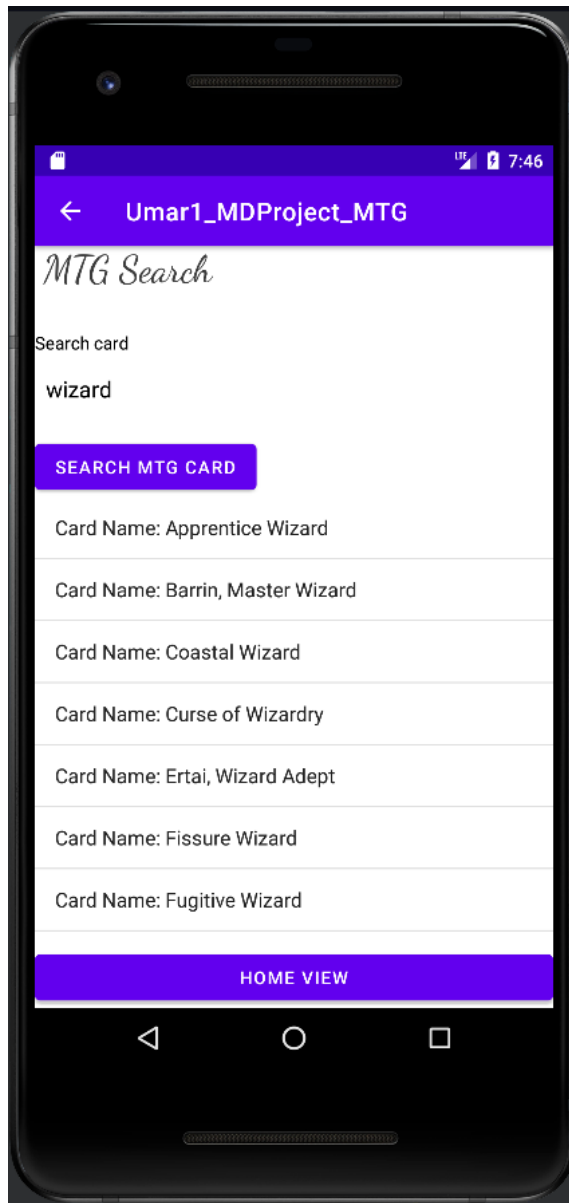 LTE 7:46
Umar1_MDProject_MTG
MTG Search
Search card
wizard
SEARCH MTG CARD
Card Name: Apprentice Wizard
Card Name: Barrin, Master Wizard
Card Name: Coastal Wizard
Card Name: Curse of Wizardry
Card Name: Ertai, Wizard Adept
Card Name: Fissure Wizard
Card Name: Fugitive Wizard
HOME VIEW